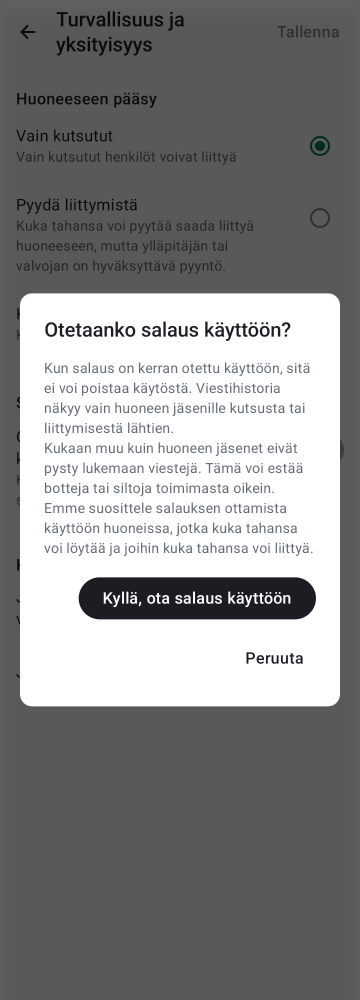 Turvallisuus ja
yksityisyys
Tallenna
Huoneeseen pääsy
Vain kutsutut
Vain kutsutut henkilöt voivat liittyä
Pyydä liittymistä
Kuka tahansa voi pyytää saada liittyä
huoneeseen, mutta ylläpitäjän tai
valvojan on hyväksyttävä pyyntö.
Otetaanko salaus käyttöön?
Kun salaus on kerran otettu käyttöön, sitä
ei voi poistaa käytöstä. Viestihistoria
näkyy vain huoneen jäsenille kutsusta tai
liittymisestä lähtien.
Kukaan muu kuin huoneen jäsenet eivät
pysty lukemaan viestejä. Tämä voi estää
botteja tai siltoja toimimasta oikein.
Emme suosittele salauksen ottamista
käyttöön huoneissa, jotka kuka tahansa
voi löytää ja joihin kuka tahansa voi liittyä.
Kyllä, ota salaus käyttöön
Peruuta